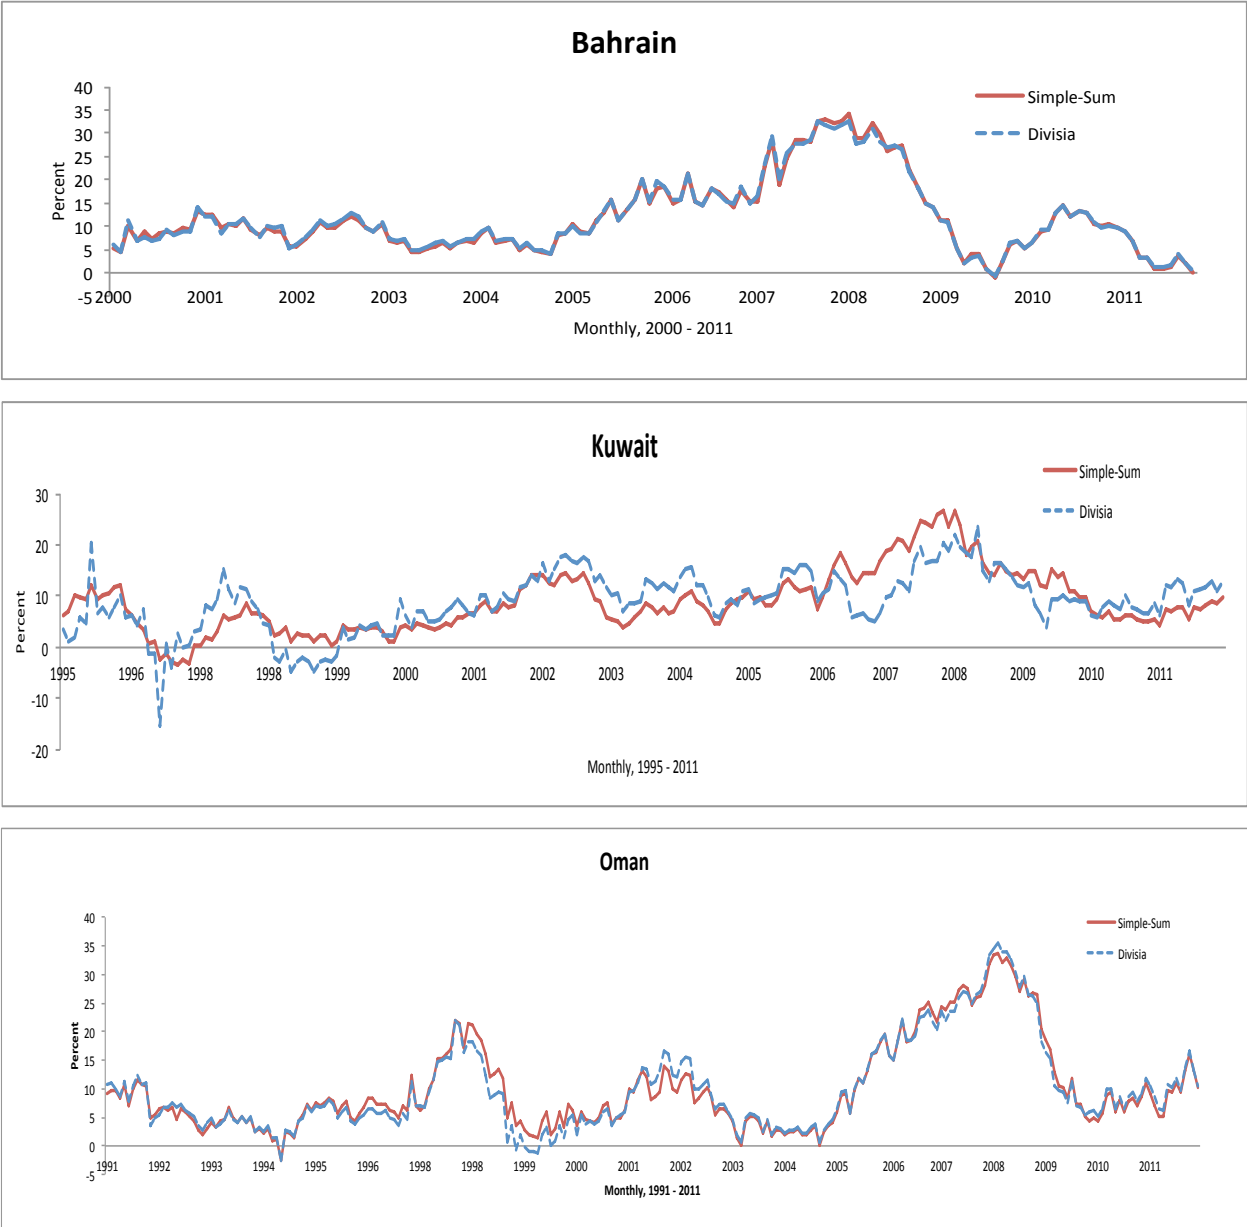 Bahrain
40
35
30
25
20
15
10
5
0
-5
Percent
Simple-Sum
Divisia
2000 2001 2002 2003 2004 2005 2006 2007 2008 2009 2010 2011
Monthly, 2000 - 2011
Kuwait
30
20
10
0
-10
-20
Percent
Simple-Sum
Divisia
1995 1996 1998 1998 1999 2000 2001 2002 2003 2004 2005 2006 2007 2008 2009 2010 2011
Monthly, 1995 - 2011
Oman
40
35
30
25
20
15
10
5
0
-5
Percent
Simple-Sum
Divisia
1991 1992 1993 1994 1995 1996 1998 1998 1999 2000 2001 2002 2003 2004 2005 2006 2007 2008 2009 2010 2011
Monthly, 1991 - 2011